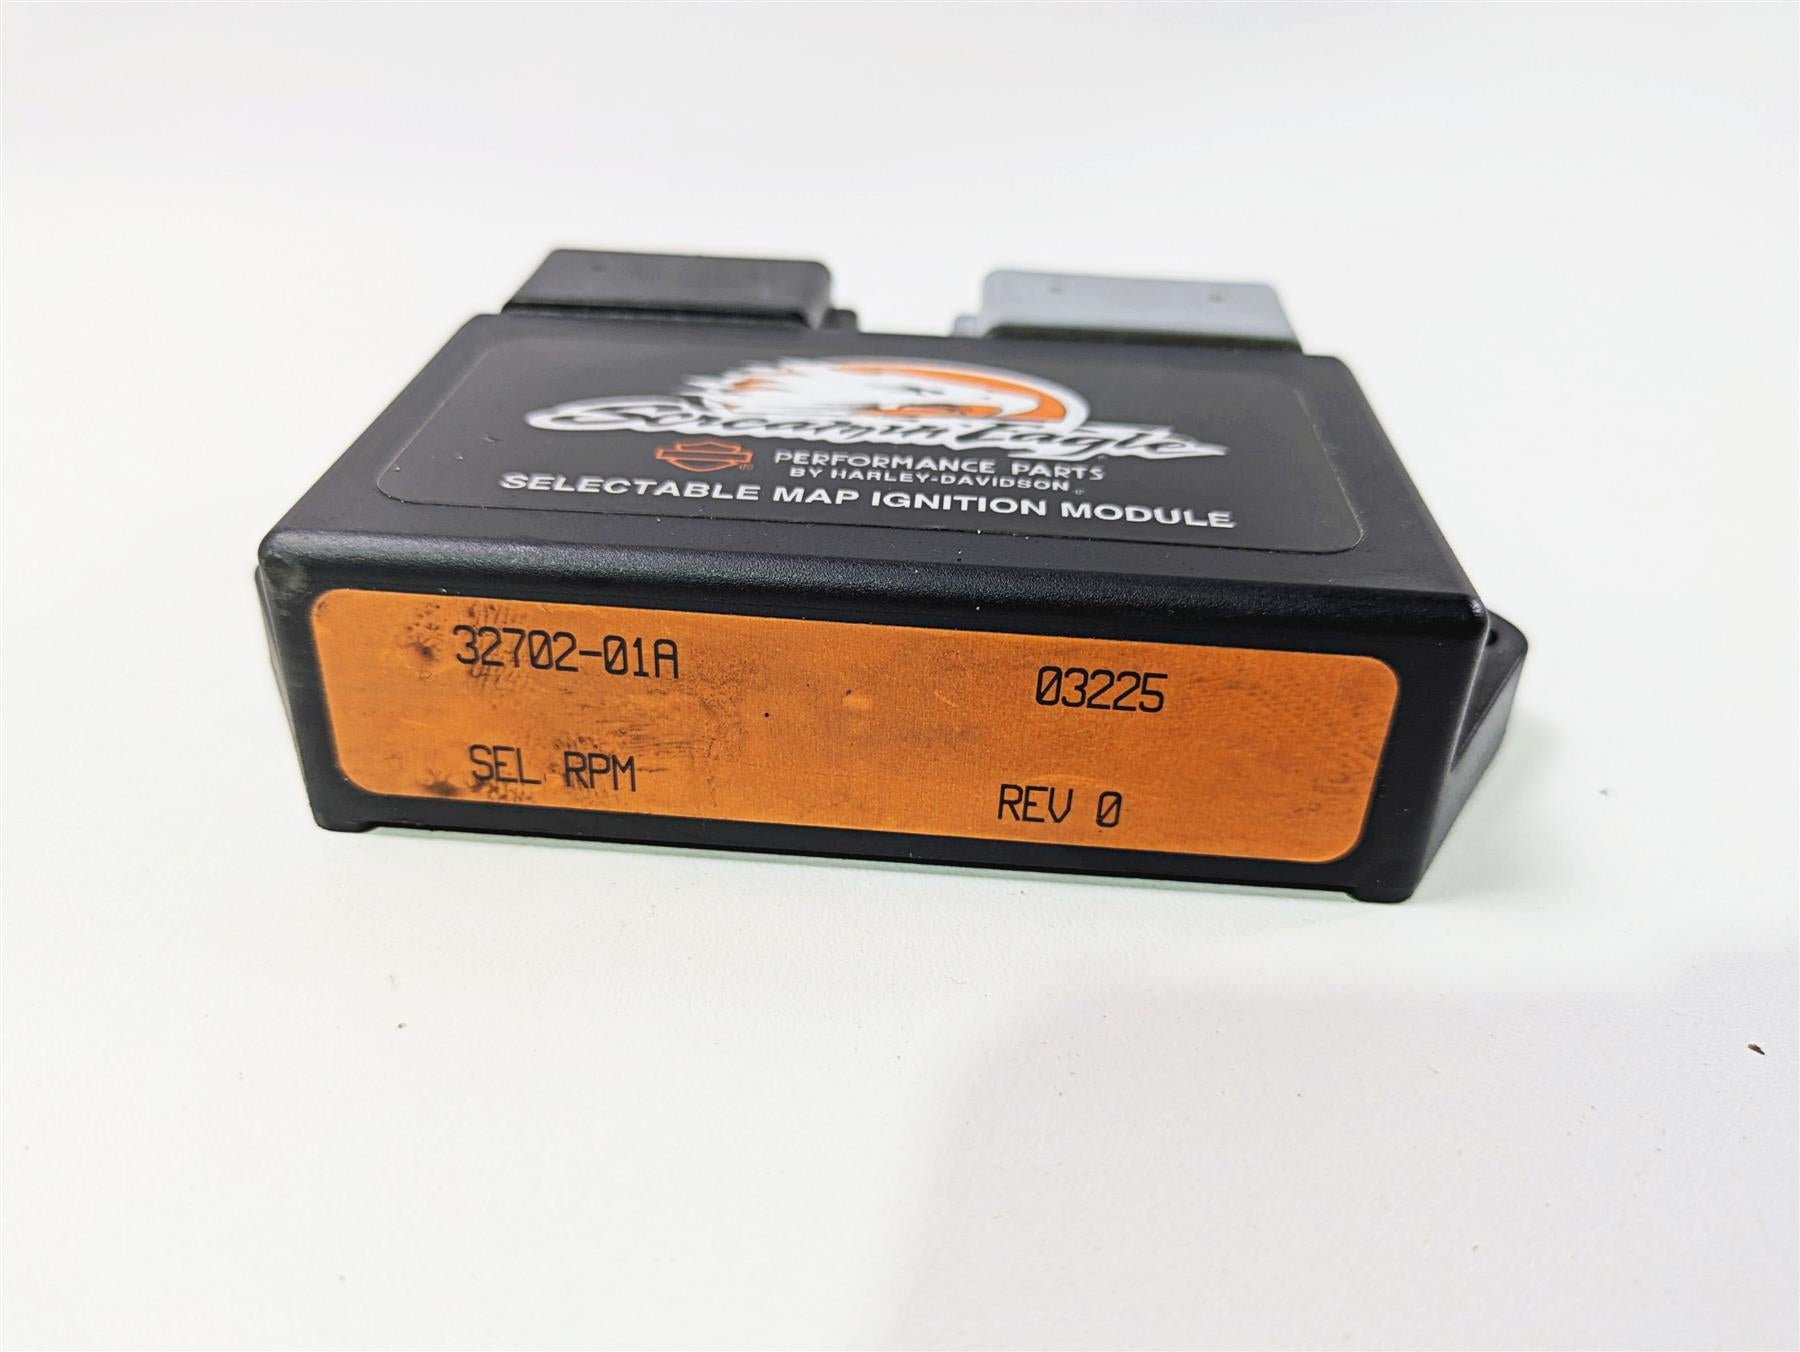 Screamin' Eagle
PERFORMANCE PARTS
BY HARLEY-DAVIDSON
SELECTABLE MAP IGNITION MODULE
32702-01A 03225
SEL RPM REV 0